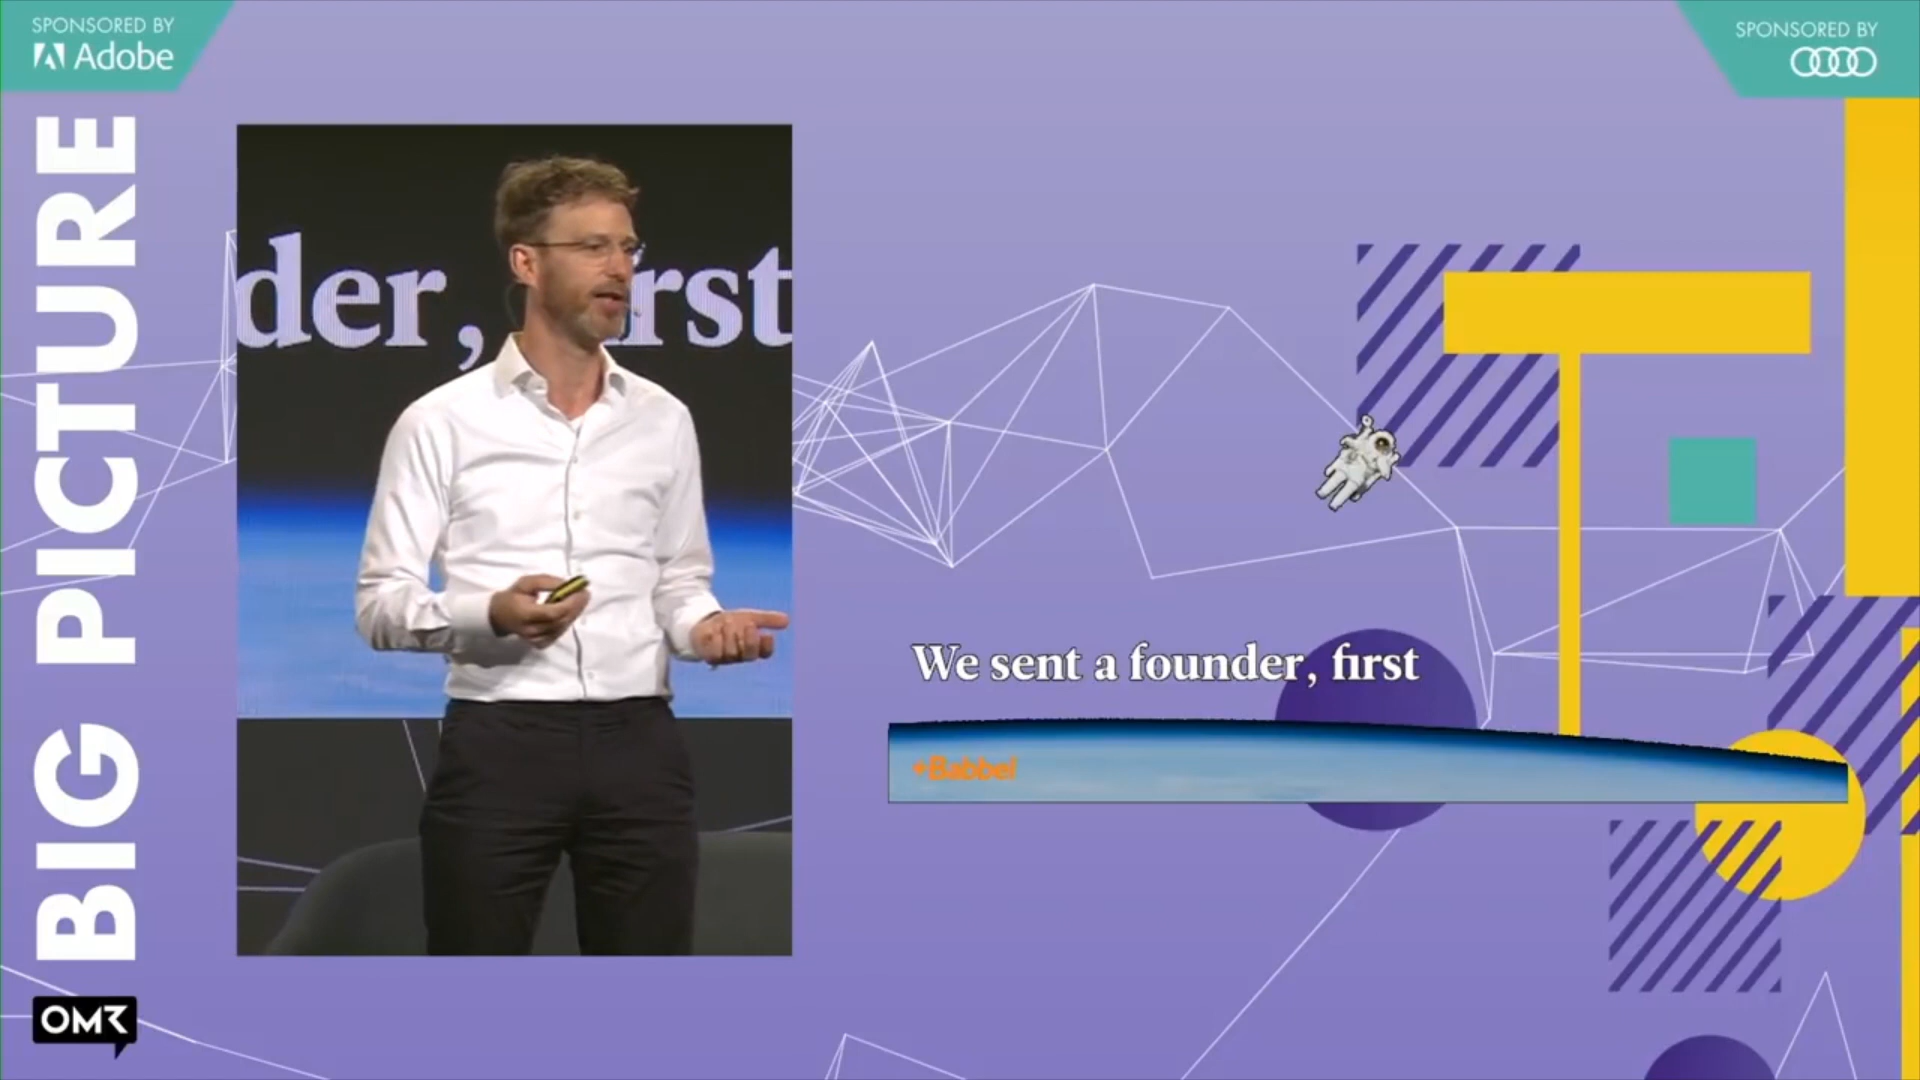 SPONSORED BY
Adobe
SPONSORED BY
BIG PICTURE
der, first
We sent a founder, first
+Babbel
OMR